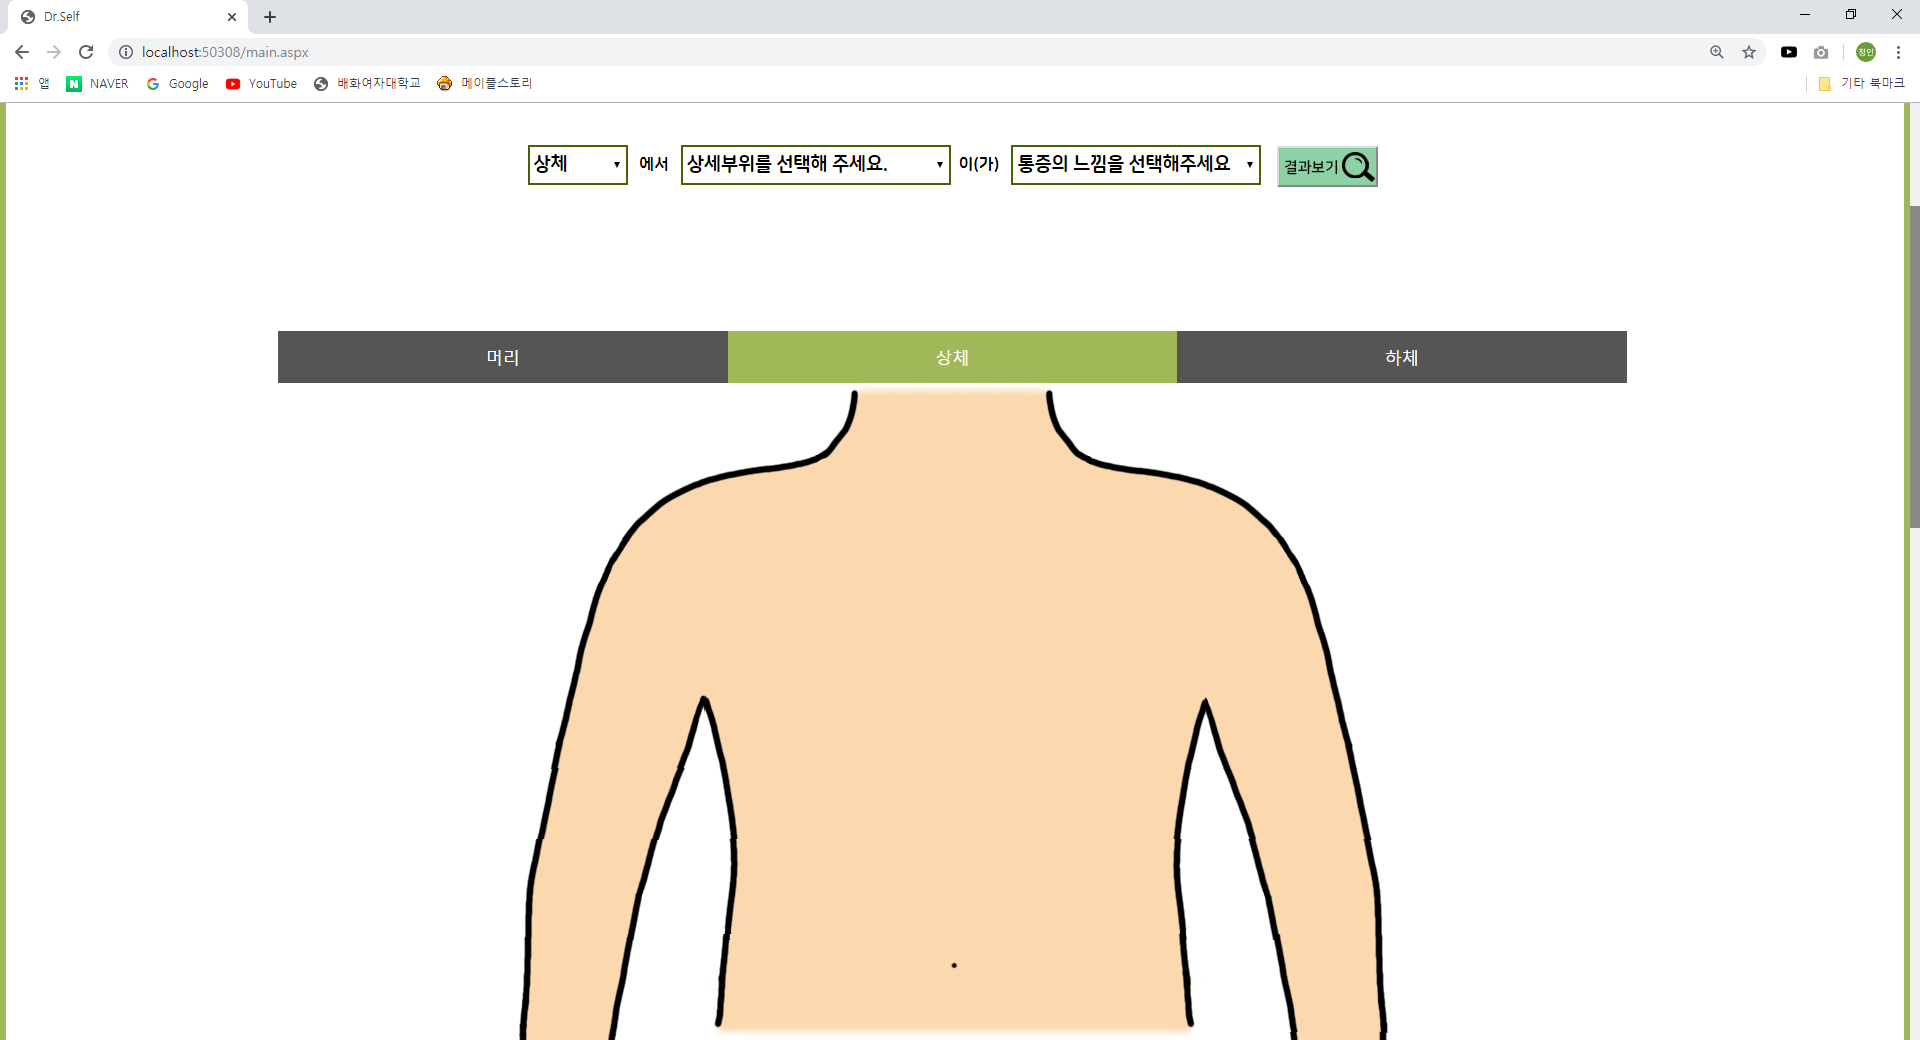 Dr.Self
localhost:50308/main.aspx
정인
앱 NAVER Google YouTube 배화여자대학교 메이플스토리 기타 북마크
상체 에서 상세부위를 선택해 주세요. 이(가) 통증의 느낌을 선택해주세요 결과보기
머리 상체 하체